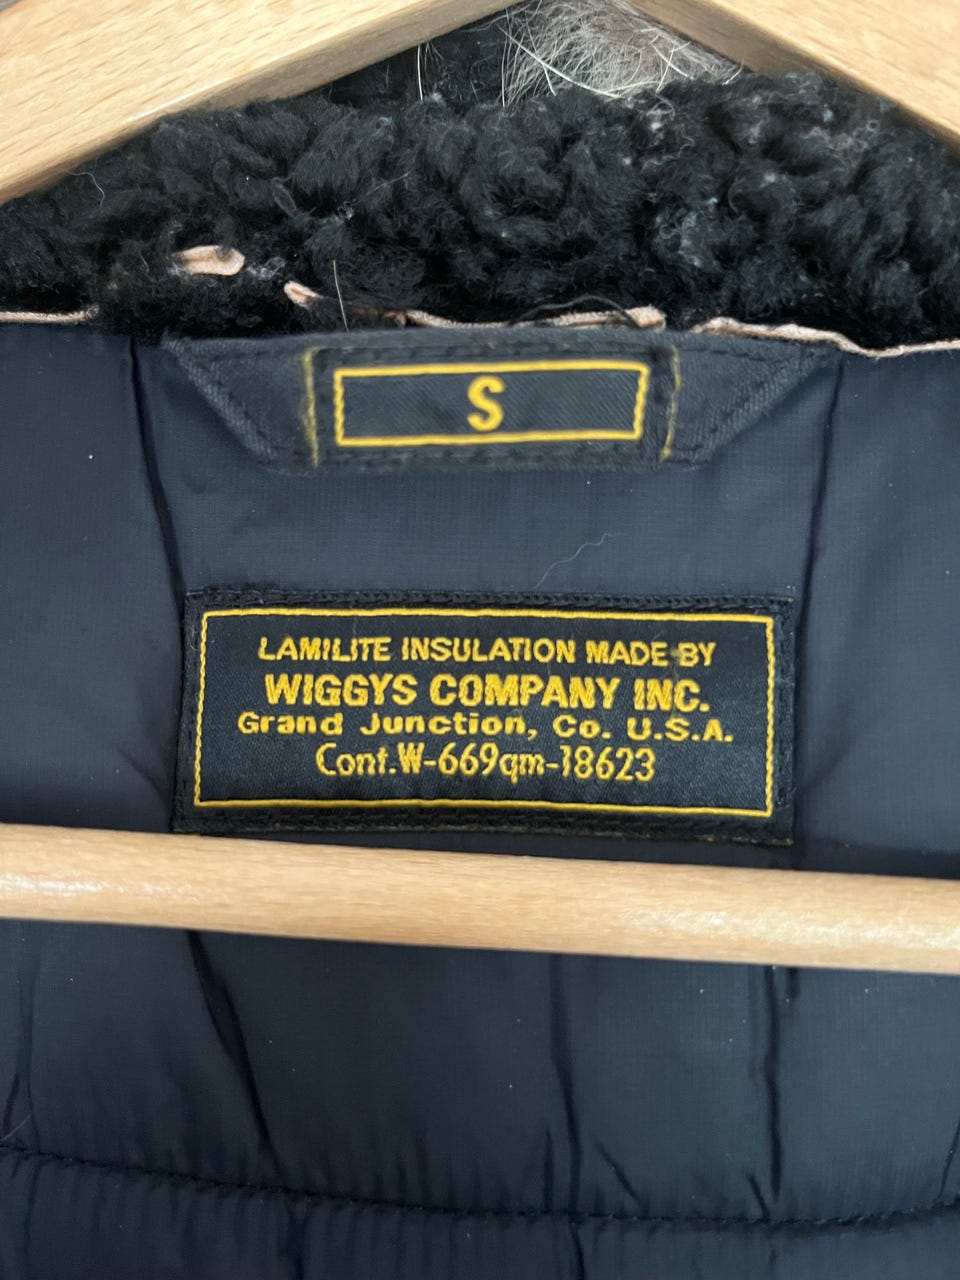 S
LAMILITE INSULATION MADE BY
WIGGYS COMPANY INC.
Grand Junction, Co. U.S.A.
Cont.W-669qm-18623